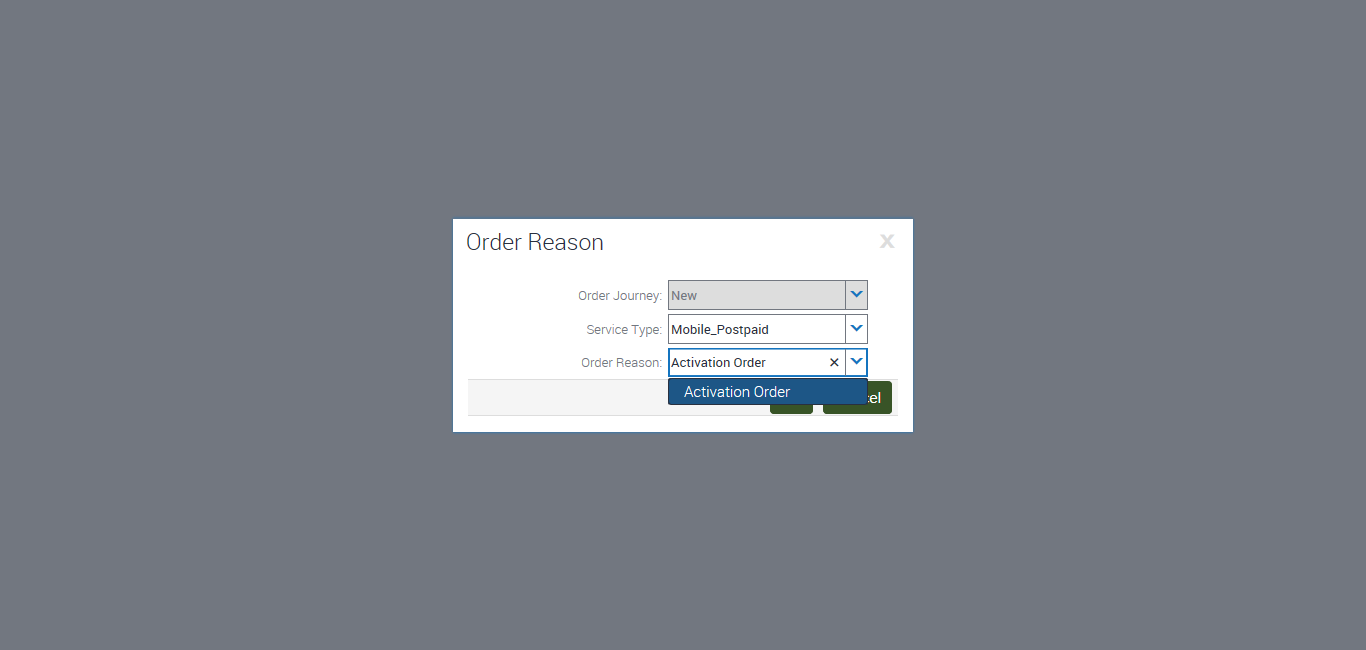 Order Reason X
Order Journey: New
Service Type: Mobile_Postpaid
Order Reason: Activation Order ✕
Activation Order